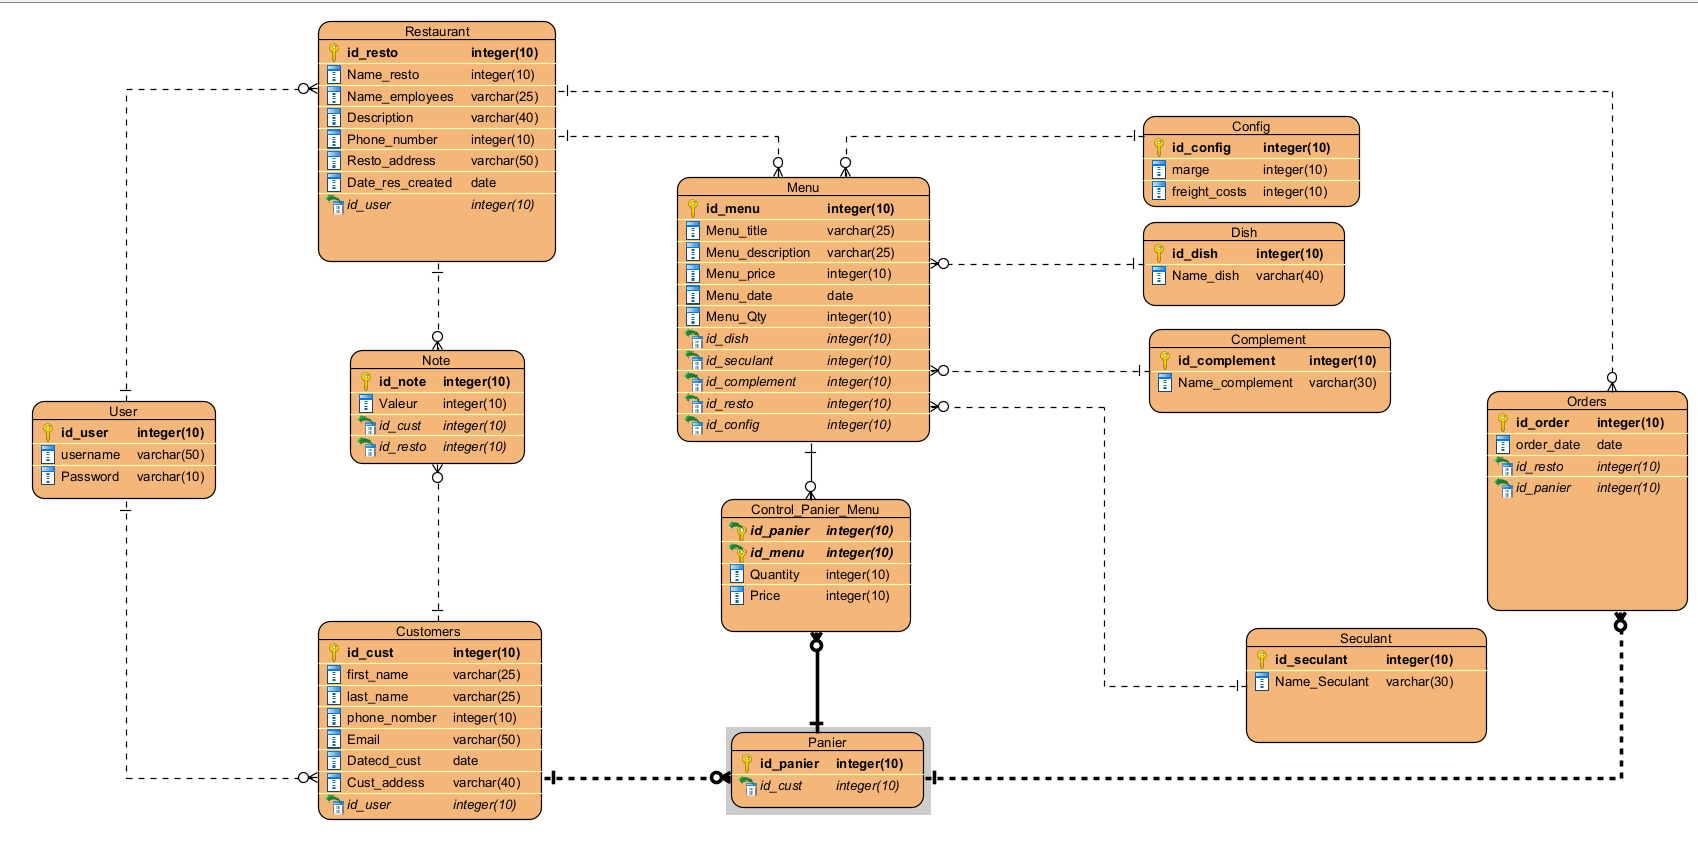 Restaurant
id_resto integer(10)
Name_resto integer(10)
Name_employees varchar(25)
Description varchar(40)
Phone_number integer(10)
Resto_address varchar(50)
Date_res_created date
id_user integer(10)
Config
id_config integer(10)
marge integer(10)
freight_costs integer(10)
Menu
id_menu integer(10)
Menu_title varchar(25)
Menu_description varchar(25)
Menu_price integer(10)
Menu_date date
Menu_Qty integer(10)
id_dish integer(10)
id_seculant integer(10)
id_complement integer(10)
id_resto integer(10)
id_config integer(10)
Dish
id_dish integer(10)
Name_dish varchar(40)
Complement
id_complement integer(10)
Name_complement varchar(30)
Note
id_note integer(10)
Valeur integer(10)
id_cust integer(10)
id_resto integer(10)
User
id_user integer(10)
username varchar(50)
Password varchar(10)
Orders
id_order integer(10)
order_date date
id_resto integer(10)
id_panier integer(10)
Control_Panier_Menu
id_panier integer(10)
id_menu integer(10)
Quantity integer(10)
Price integer(10)
Customers
id_cust integer(10)
first_name varchar(25)
last_name varchar(25)
phone_nomber integer(10)
Email varchar(50)
Datecd_cust date
Cust_addess varchar(40)
id_user integer(10)
Seculant
id_seculant integer(10)
Name_Seculant varchar(30)
Panier
id_panier integer(10)
id_cust integer(10)